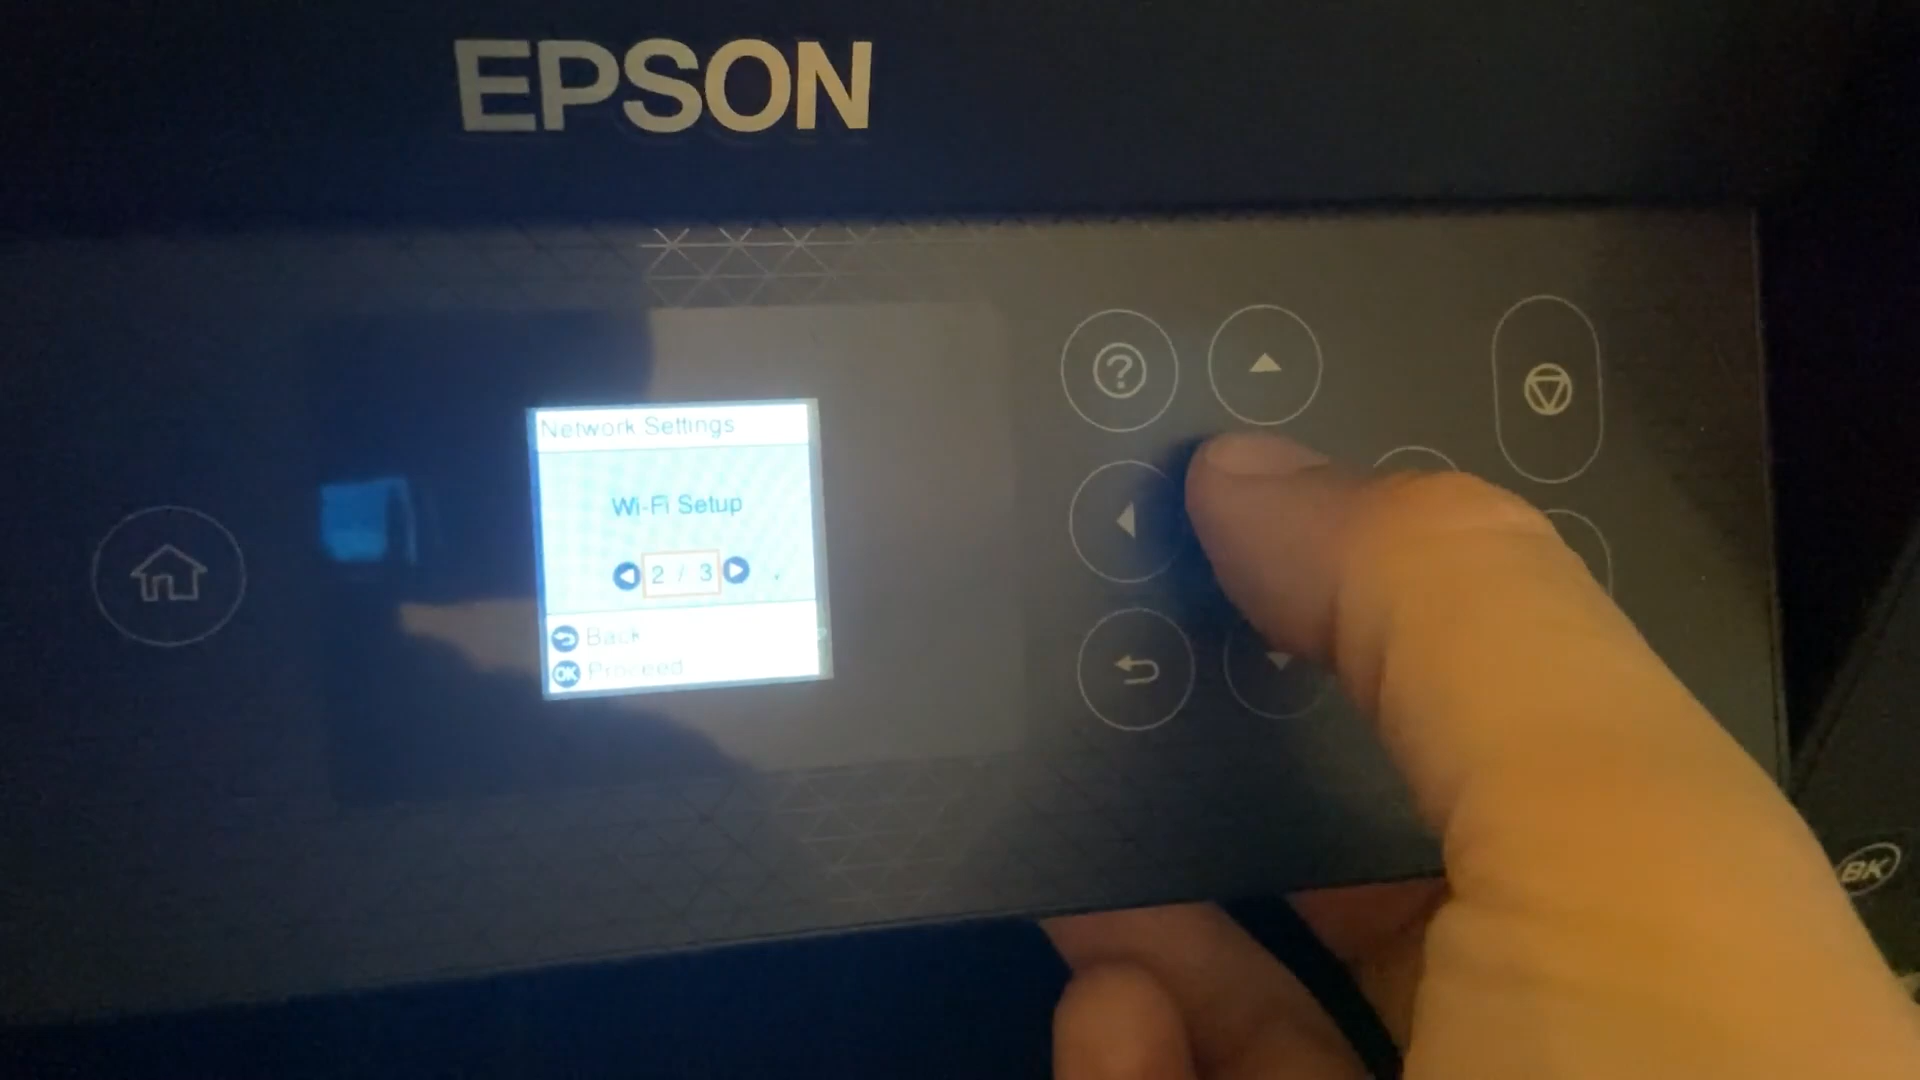 EPSON
Network Settings
Wi-Fi Setup
2 / 3
Back
OK Proceed
?
BK